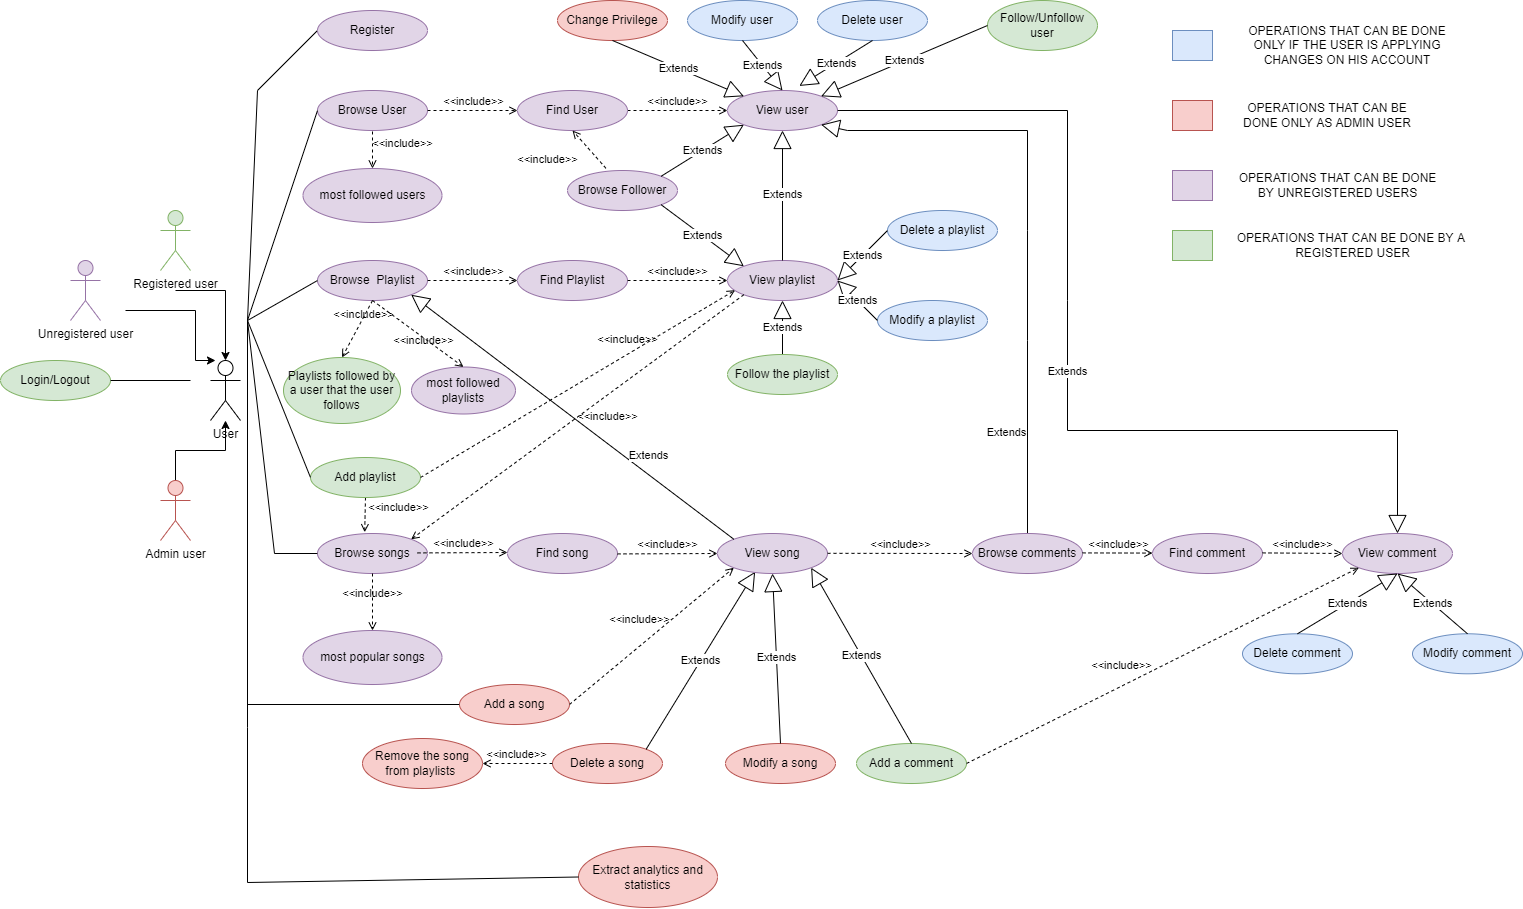 Change Privilege
Modify user
Delete user
Follow/Unfollow
user
Register
OPERATIONS THAT CAN BE DONE
ONLY IF THE USER IS APPLYING
CHANGES ON HIS ACCOUNT
Extends
Extends
Extends
Extends
Browse User
<<include>>
Find User
<<include>>
View user
OPERATIONS THAT CAN BE
DONE ONLY AS ADMIN USER
<<include>>
<<include>>
Extends
most followed users
Browse Follower
Extends
OPERATIONS THAT CAN BE DONE
BY UNREGISTERED USERS
Extends
Delete a playlist
OPERATIONS THAT CAN BE DONE BY A
REGISTERED USER
Extends
Registered user
Browse  Playlist
<<include>>
Find Playlist
<<include>>
View playlist
Extends
Modify a playlist
Unregistered user
<<include>>
<<include>>
<<include>>
Extends
Login/Logout
Playlists followed by
a user that the user
follows
most followed
playlists
Follow the playlist
Extends
User
<<include>>
Extends
Extends
Add playlist
<<include>>
Admin user
Browse songs
<<include>>
Find song
<<include>>
View song
<<include>>
Browse comments
<<include>>
Find comment
<<include>>
View comment
<<include>>
<<include>>
Extends
Extends
most popular songs
Extends
Extends
Extends
Delete comment
Modify comment
<<include>>
Add a song
Remove the song
from playlists
<<include>>
Delete a song
Modify a song
Add a comment
Extract analytics and
statistics